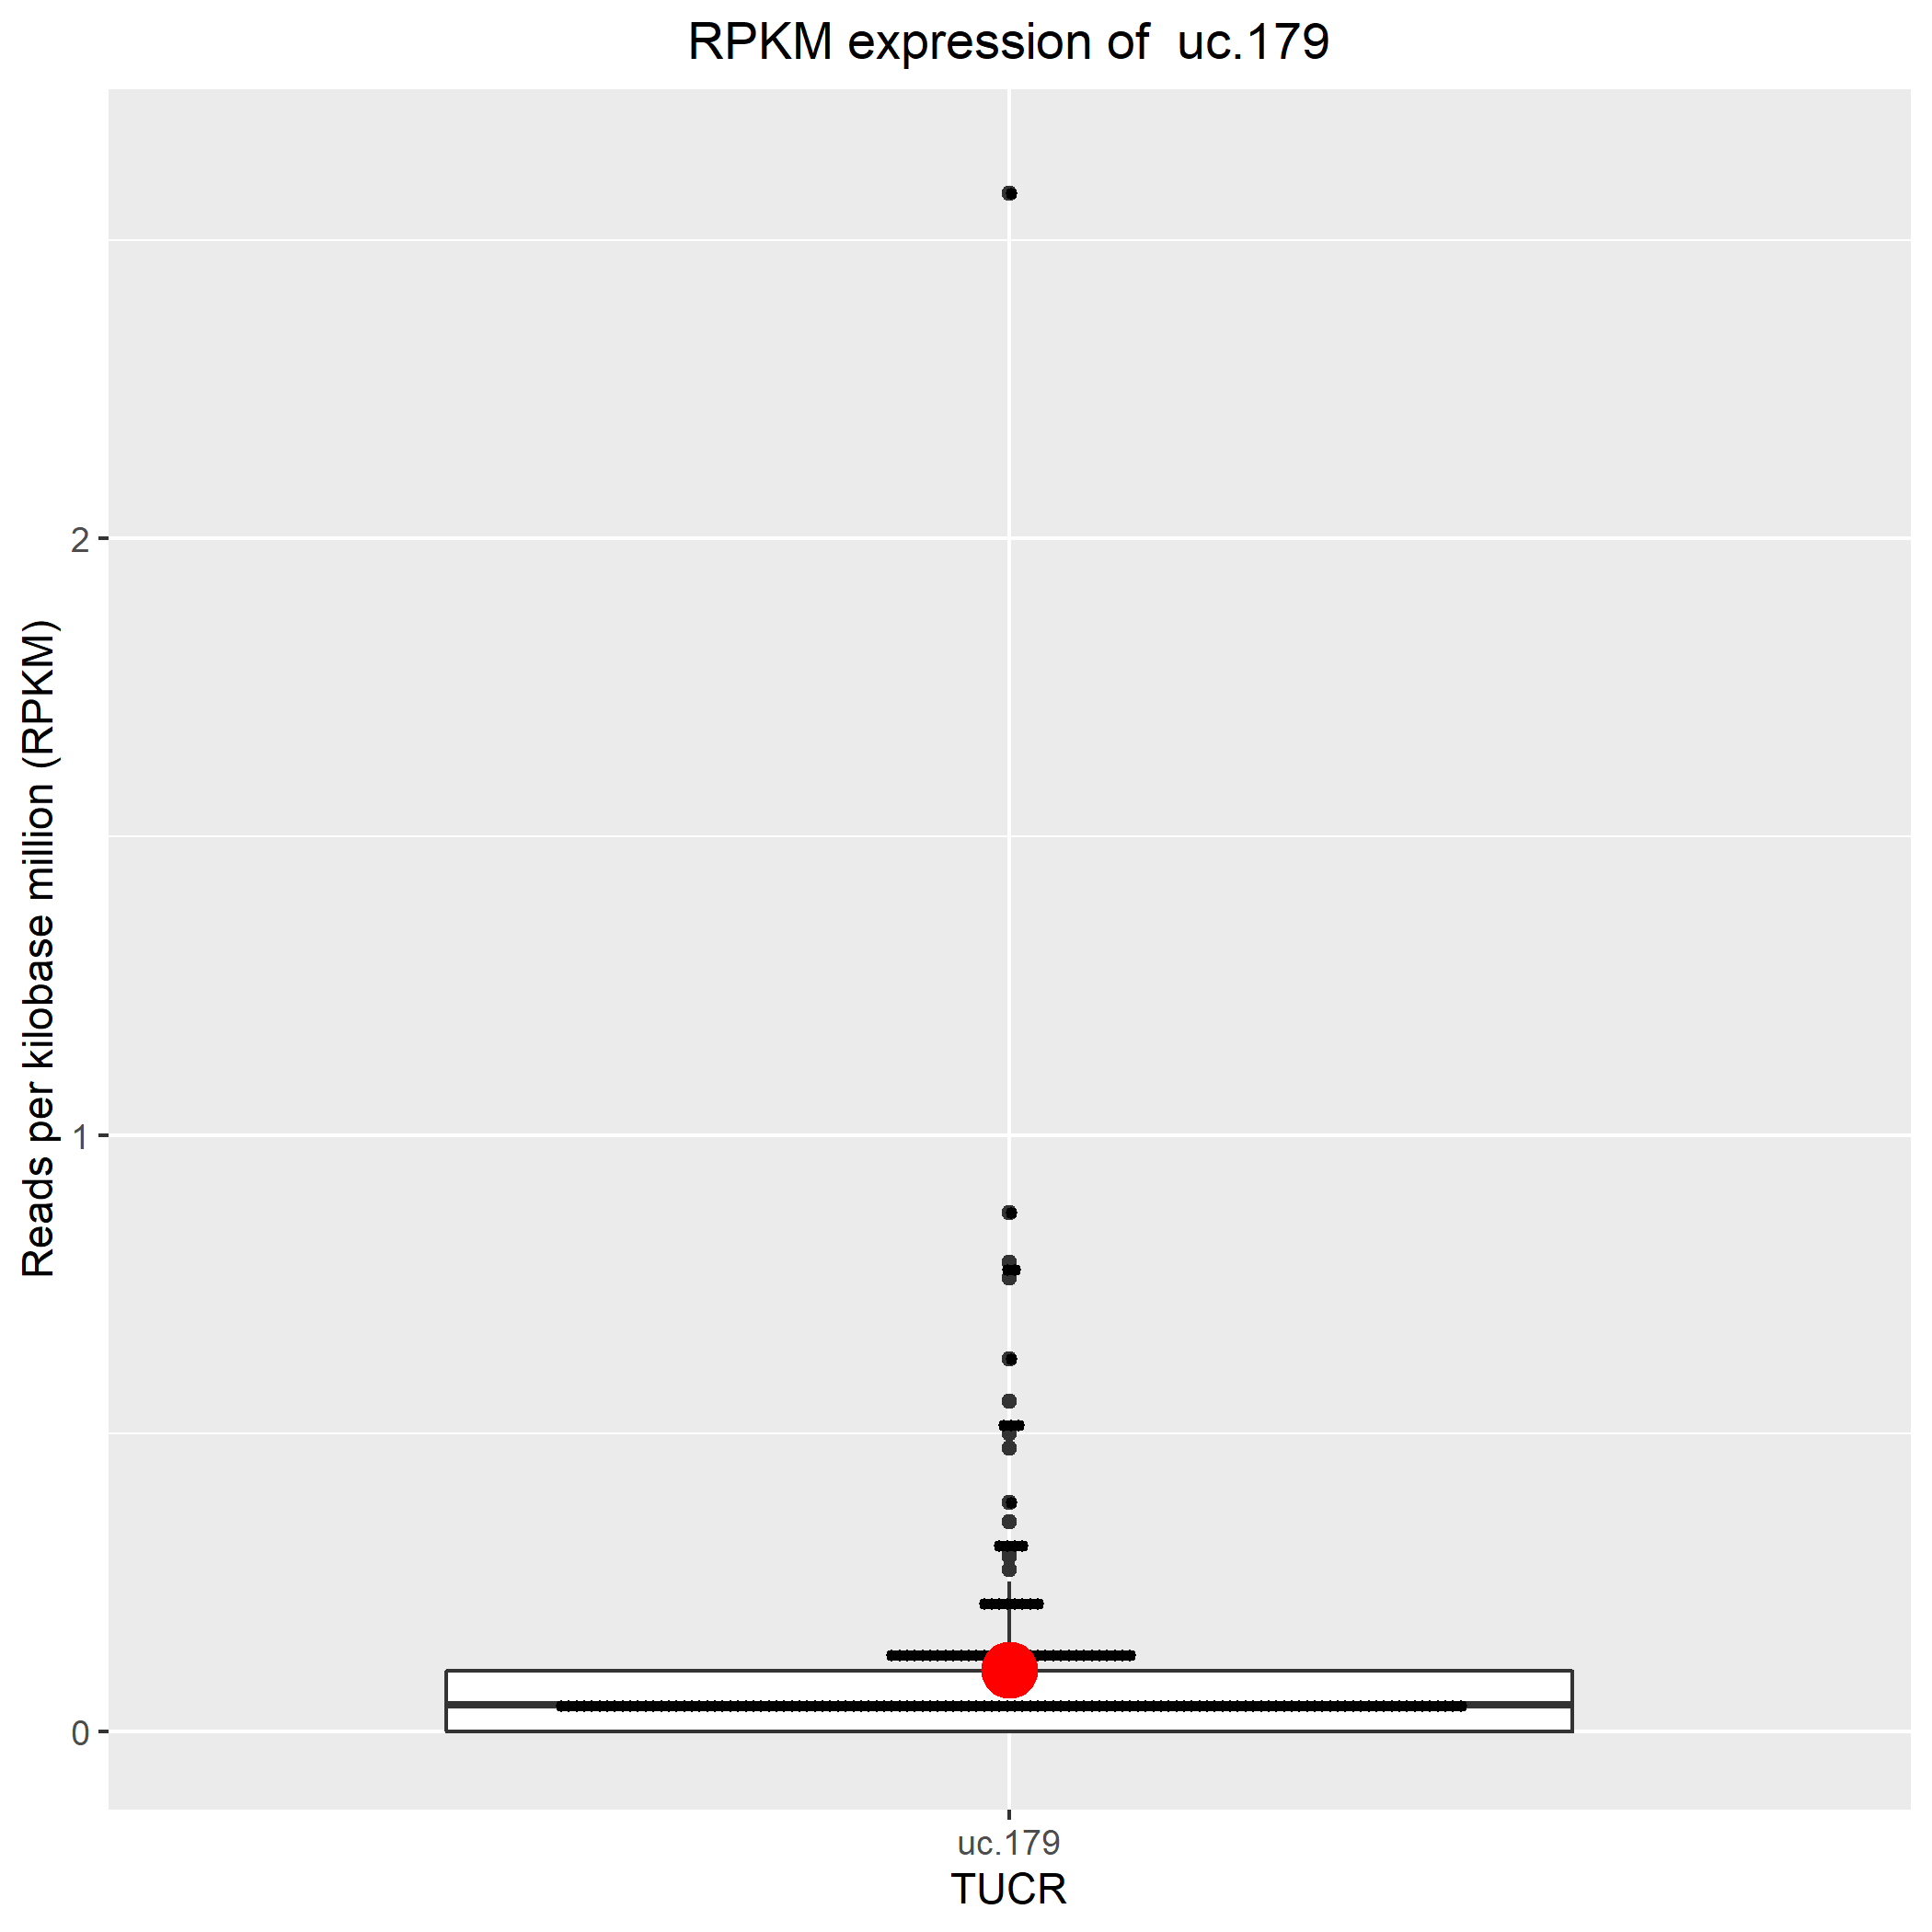 RPKM expression of  uc.179
Reads per kilobase million (RPKM)
2
1
0
uc.179
TUCR